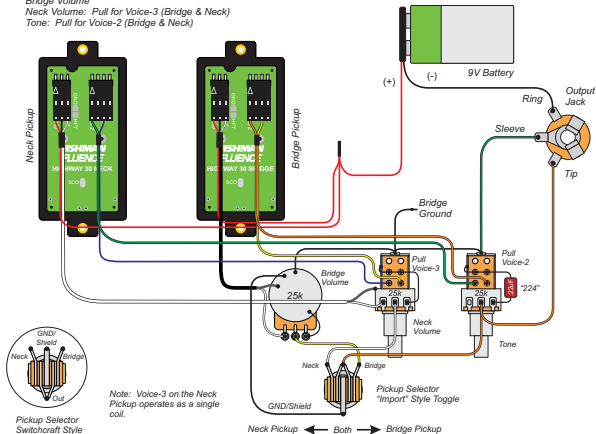 Bridge Volume
Neck Volume: Pull for Voice-3 (Bridge & Neck)
Tone: Pull for Voice-2 (Bridge & Neck)
(+)
(-)
9V Battery
Ring
Output
Jack
Sleeve
Tip
Neck Pickup
FISHMAN
FLUENCE
HIGHWAY 30 NECK
Bridge Pickup
FISHMAN
FLUENCE
HIGHWAY 30 BRIDGE
Bridge
Ground
Pull
Voice-3
Pull
Voice-2
Bridge
Volume
25k
25k
25k
.22uF
"224"
Neck
Volume
Tone
GND/
Shield
Neck
Bridge
Out
Pickup Selector
Switchcraft Style
Note: Voice-3 on the Neck
Pickup operates as a single
coil.
Neck
Bridge
GND/Shield
Pickup Selector
"Import" Style Toggle
Neck Pickup
Both
Bridge Pickup